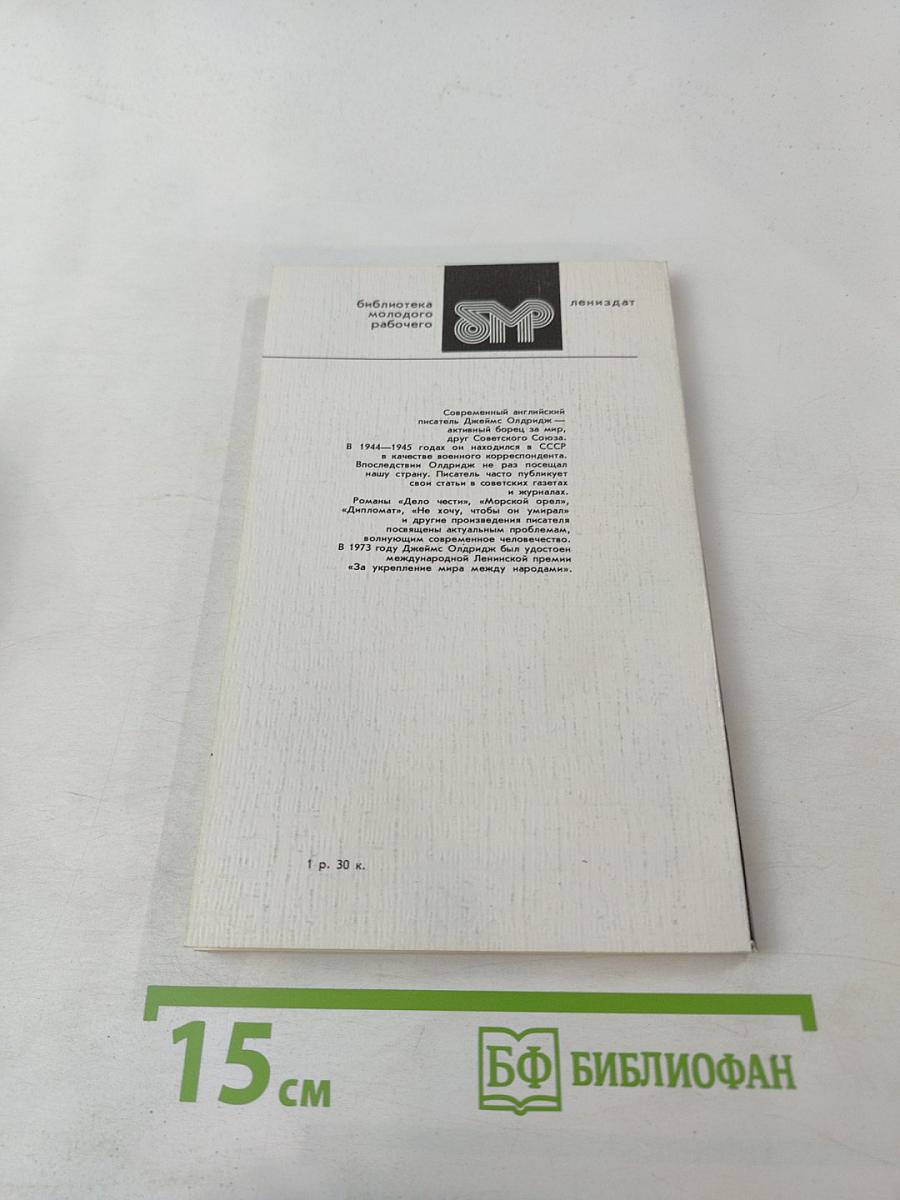 библиотека
молодого
рабочего
бмр
лениздат
Современный английский
писатель Джеймс Олдридж —
активный борец за мир,
друг Советского Союза.
В 1944—1945 годах он находился в СССР
в качестве военного корреспондента.
Впоследствии Олдридж не раз посещал
нашу страну. Писатель часто публикует
свои статьи в советских газетах
и журналах.
Романы «Дело чести», «Морской орел»,
«Дипломат», «Не хочу, чтобы он умирал»
и другие произведения писателя
посвящены актуальным проблемам,
волнующим современное человечество.
В 1973 году Джеймс Олдридж был удостоен
международной Ленинской премии
«За укрепление мира между народами».
1 р. 30 к.
15 см
БФ БИБЛИОФАН